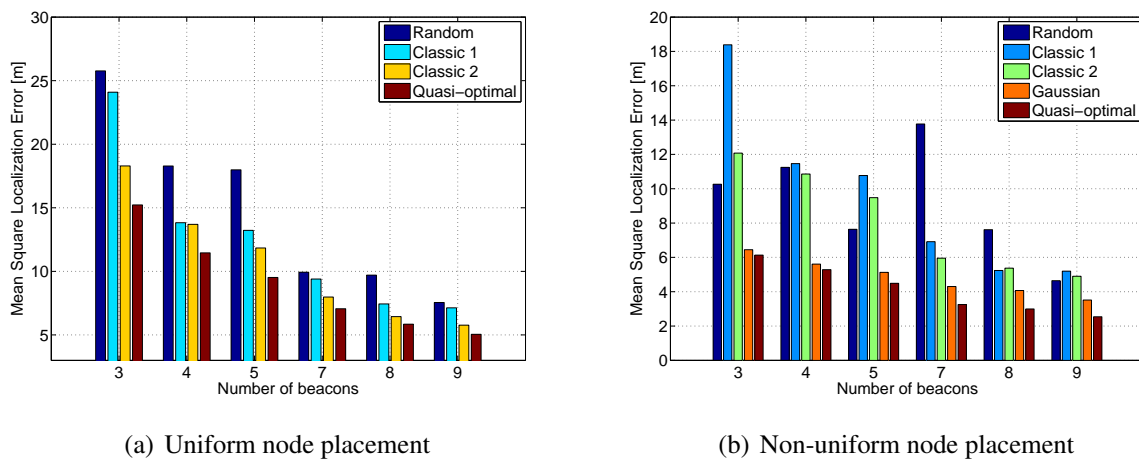 30
25
20
15
10
5
Mean Square Localization Error [m]
3 4 5 7 8 9
Number of beacons
Random
Classic 1
Classic 2
Quasi-optimal
(a) Uniform node placement
20
18
16
14
12
10
8
6
4
2
0
Mean Square Localization Error [m]
3 4 5 7 8 9
Number of beacons
Random
Classic 1
Classic 2
Gaussian
Quasi-optimal
(b) Non-uniform node placement